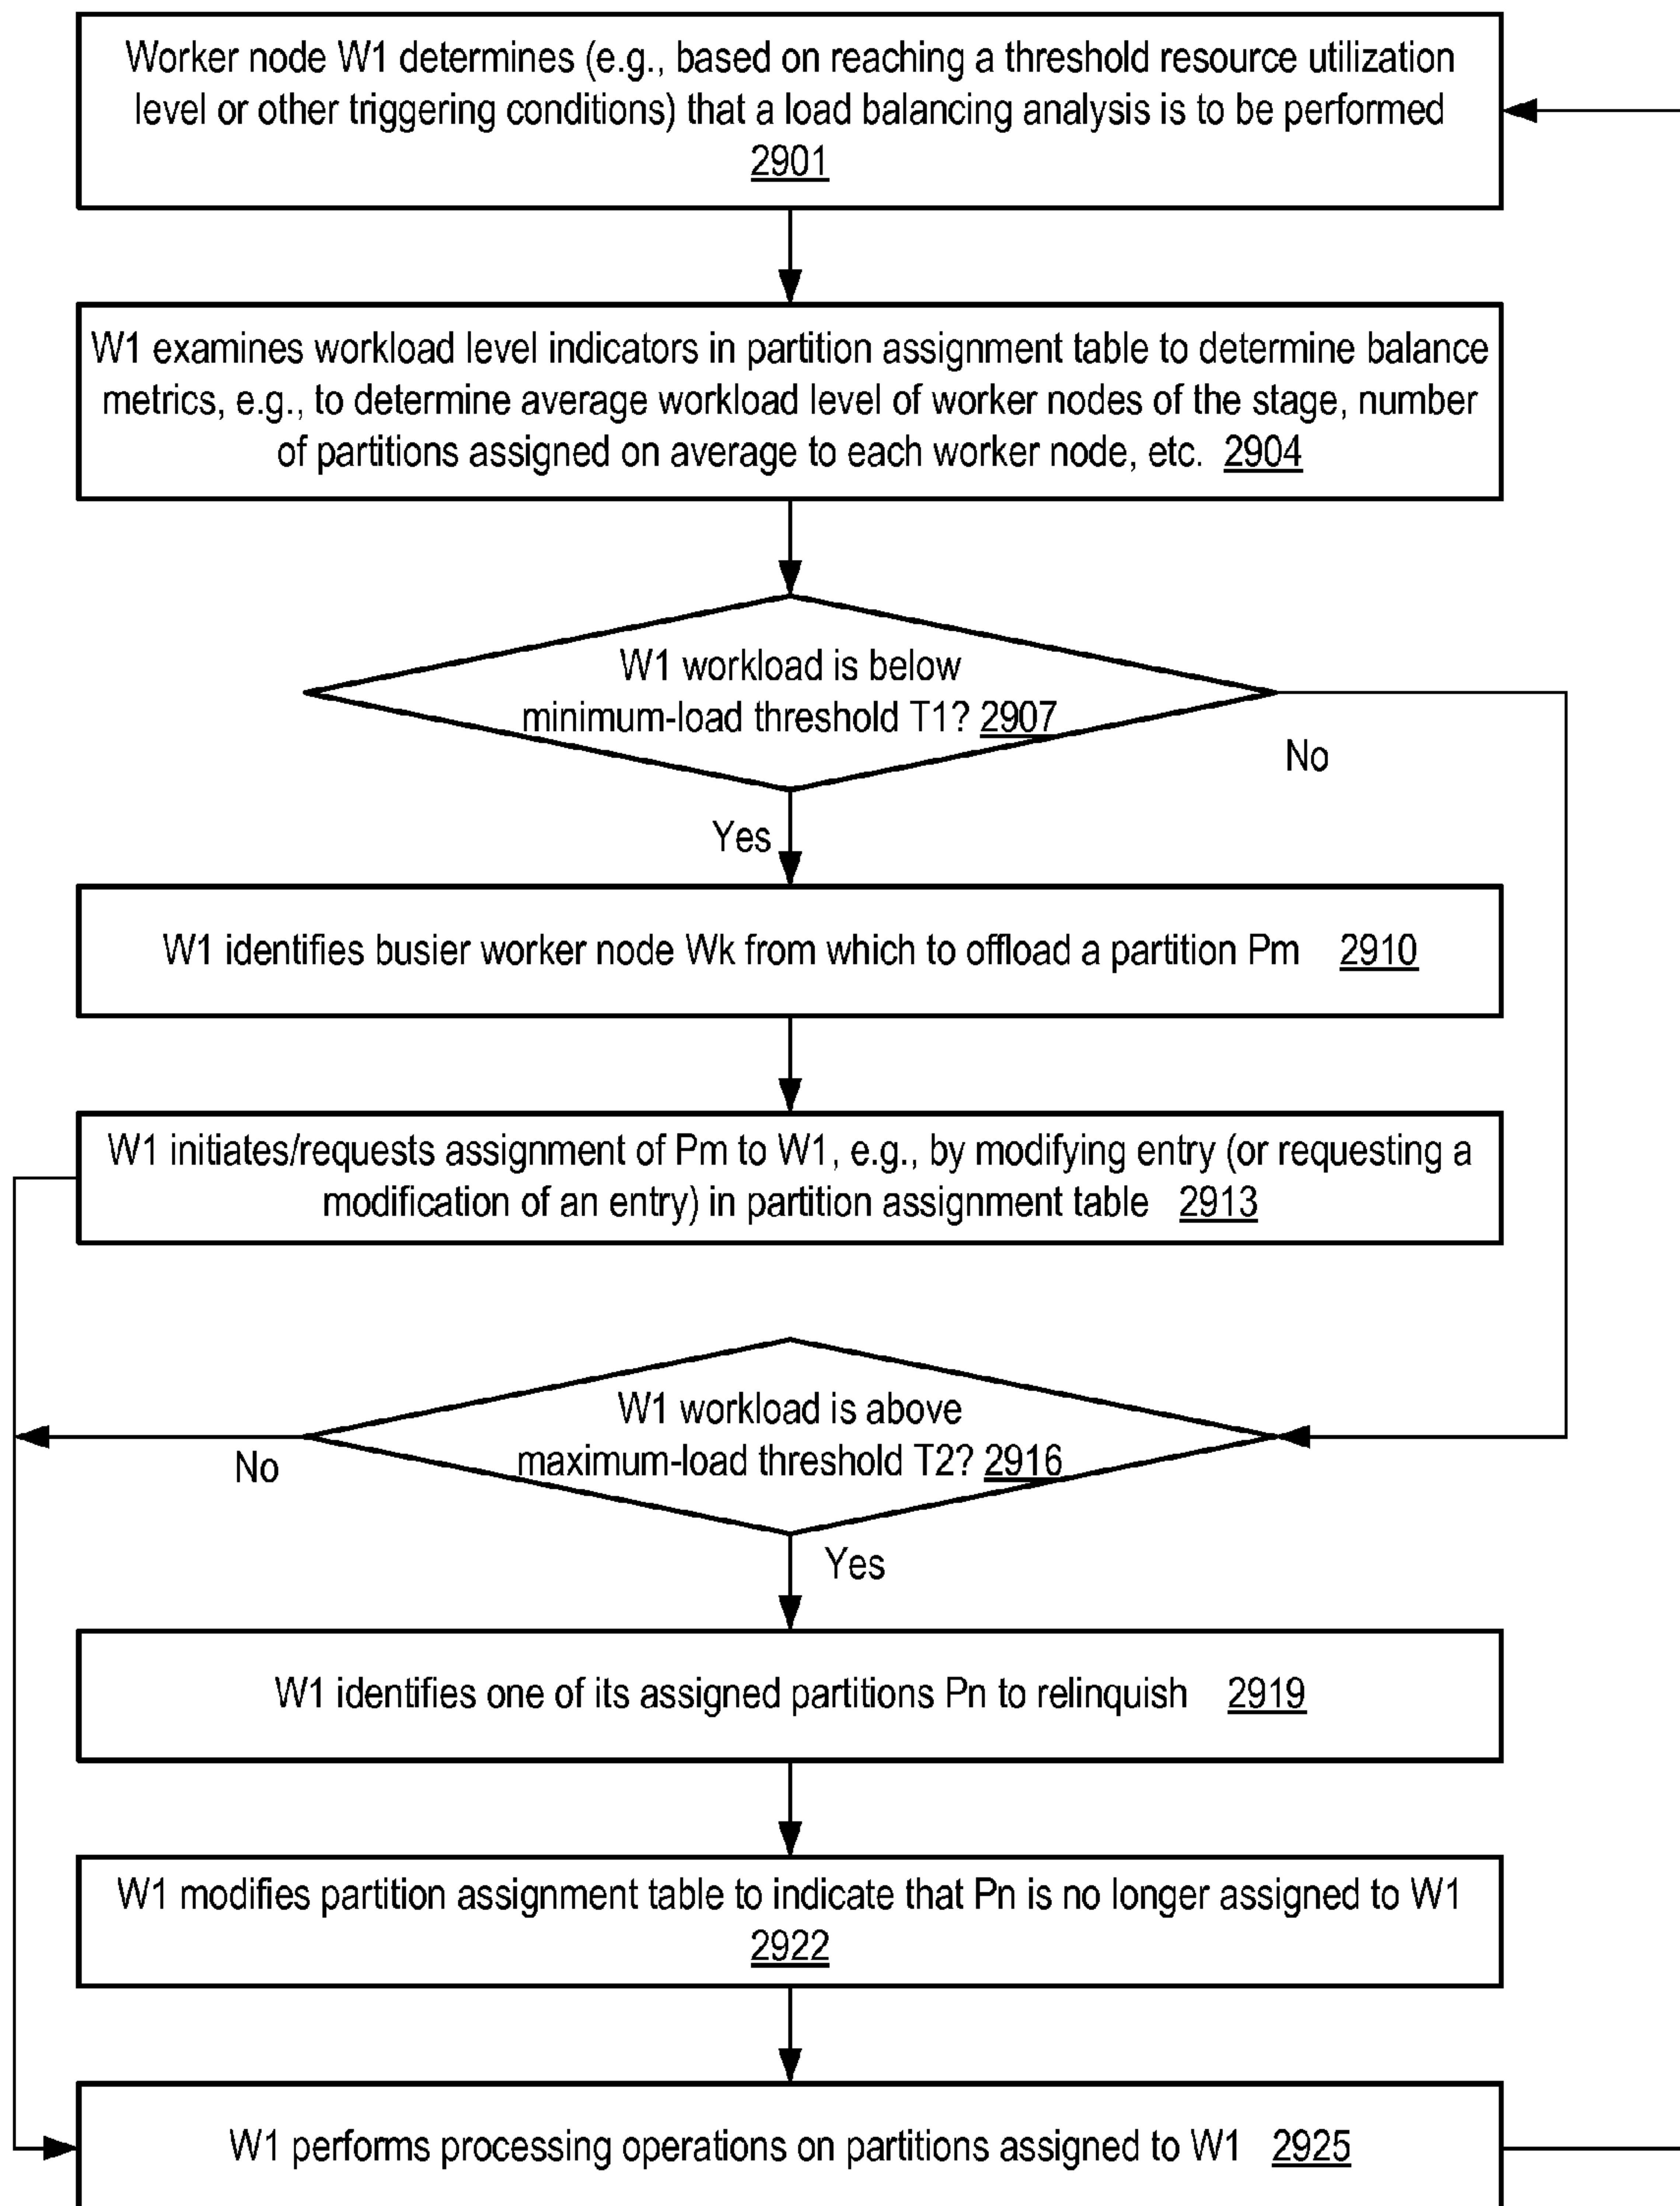 Worker node W1 determines (e.g., based on reaching a threshold resource utilization
level or other triggering conditions) that a load balancing analysis is to be performed
2901
W1 examines workload level indicators in partition assignment table to determine balance
metrics, e.g., to determine average workload level of worker nodes of the stage, number
of partitions assigned on average to each worker node, etc. 2904
W1 workload is below
minimum-load threshold T1? 2907
No
Yes
W1 identifies busier worker node Wk from which to offload a partition Pm 2910
W1 initiates/requests assignment of Pm to W1, e.g., by modifying entry (or requesting a
modification of an entry) in partition assignment table 2913
W1 workload is above
maximum-load threshold T2? 2916
No
Yes
W1 identifies one of its assigned partitions Pn to relinquish 2919
W1 modifies partition assignment table to indicate that Pn is no longer assigned to W1
2922
W1 performs processing operations on partitions assigned to W1 2925